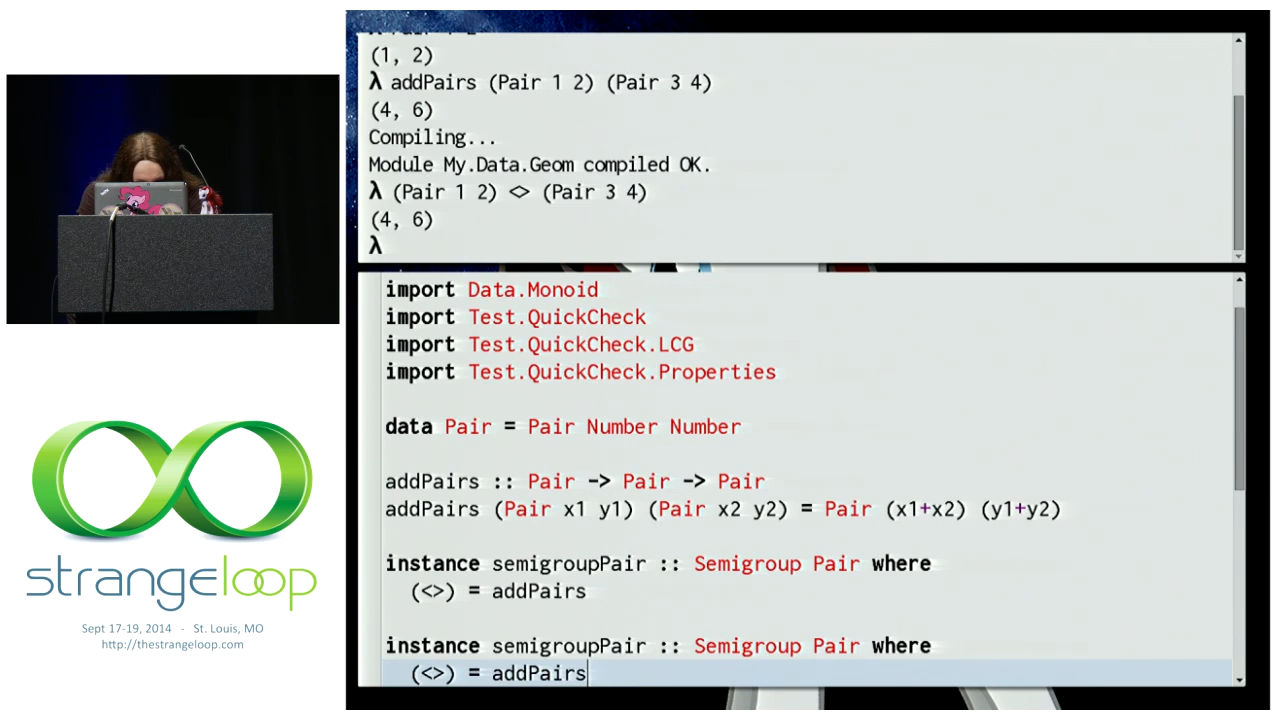 (1, 2)
λ addPairs (Pair 1 2) (Pair 3 4)
(4, 6)
Compiling...
Module My.Data.Geom compiled OK.
λ (Pair 1 2) <> (Pair 3 4)
(4, 6)
λ
import Data.Monoid
import Test.QuickCheck
import Test.QuickCheck.LCG
import Test.QuickCheck.Properties
data Pair = Pair Number Number
addPairs :: Pair -> Pair -> Pair
addPairs (Pair x1 y1) (Pair x2 y2) = Pair (x1+x2) (y1+y2)
instance semigroupPair :: Semigroup Pair where
(<>) = addPairs
instance semigroupPair :: Semigroup Pair where
(<>) = addPairs
strangeloop
Sept 17-19, 2014 - St. Louis, MO
http://thestrangeloop.com